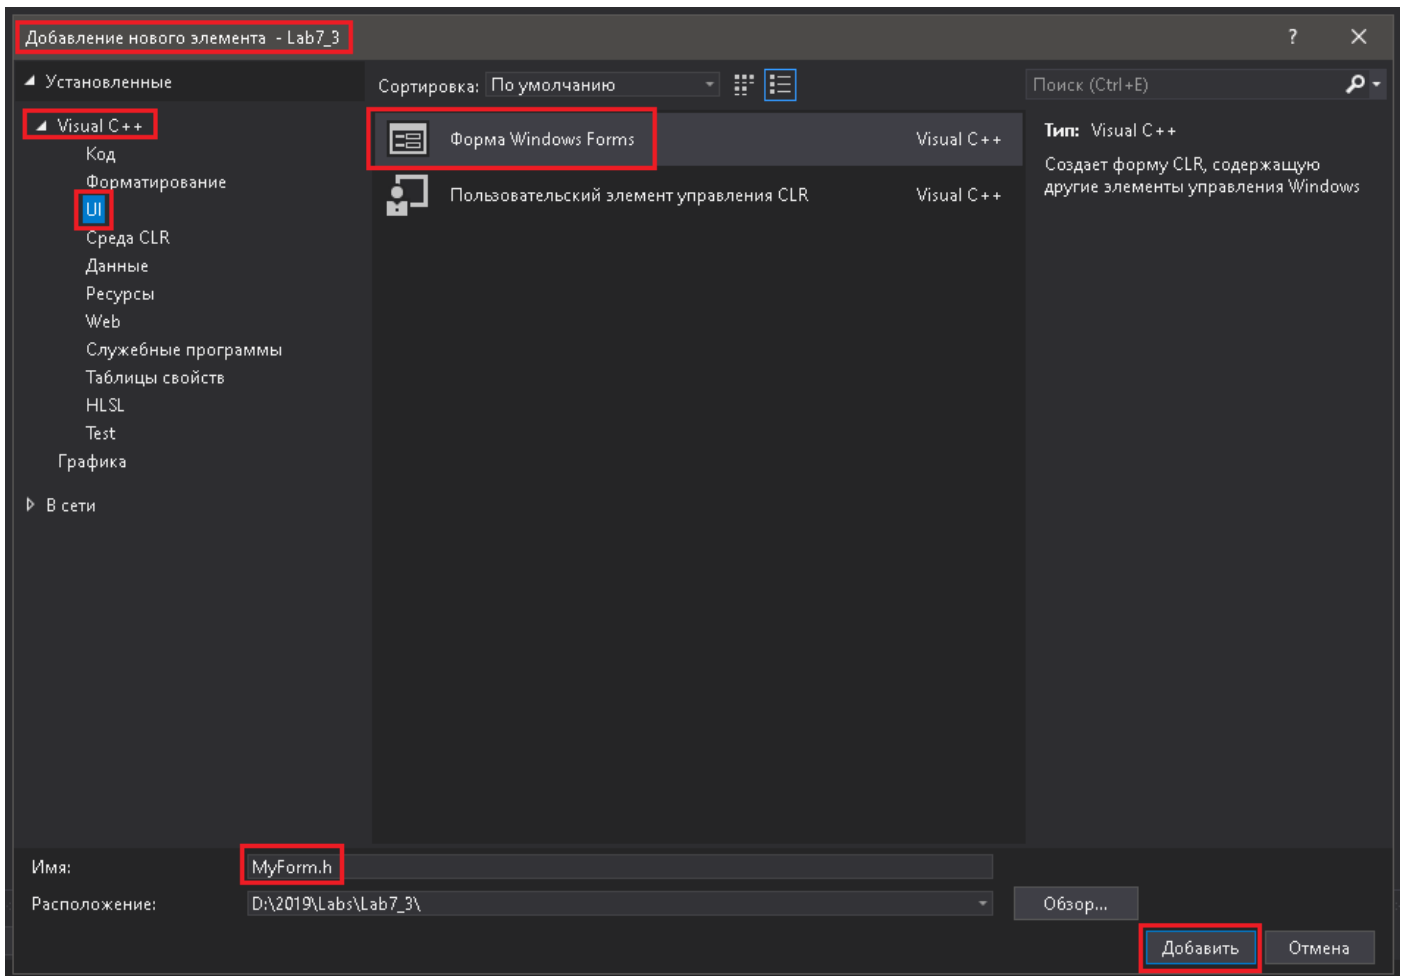 Добавление нового элемента - Lab7_3
?
Установленные
Сортировка: По умолчанию
Поиск (Ctrl+E)
Visual C++
Код
Форматирование
UI
Среда CLR
Данные
Ресурсы
Web
Служебные программы
Таблицы свойств
HLSL
Test
Графика
В сети
Форма Windows Forms Visual C++
Пользовательский элемент управления CLR Visual C++
Тип: Visual C++
Создает форму CLR, содержащую
другие элементы управления Windows
Имя: MyForm.h
Расположение: D:\2019\Labs\Lab7_3\
Обзор...
Добавить Отмена